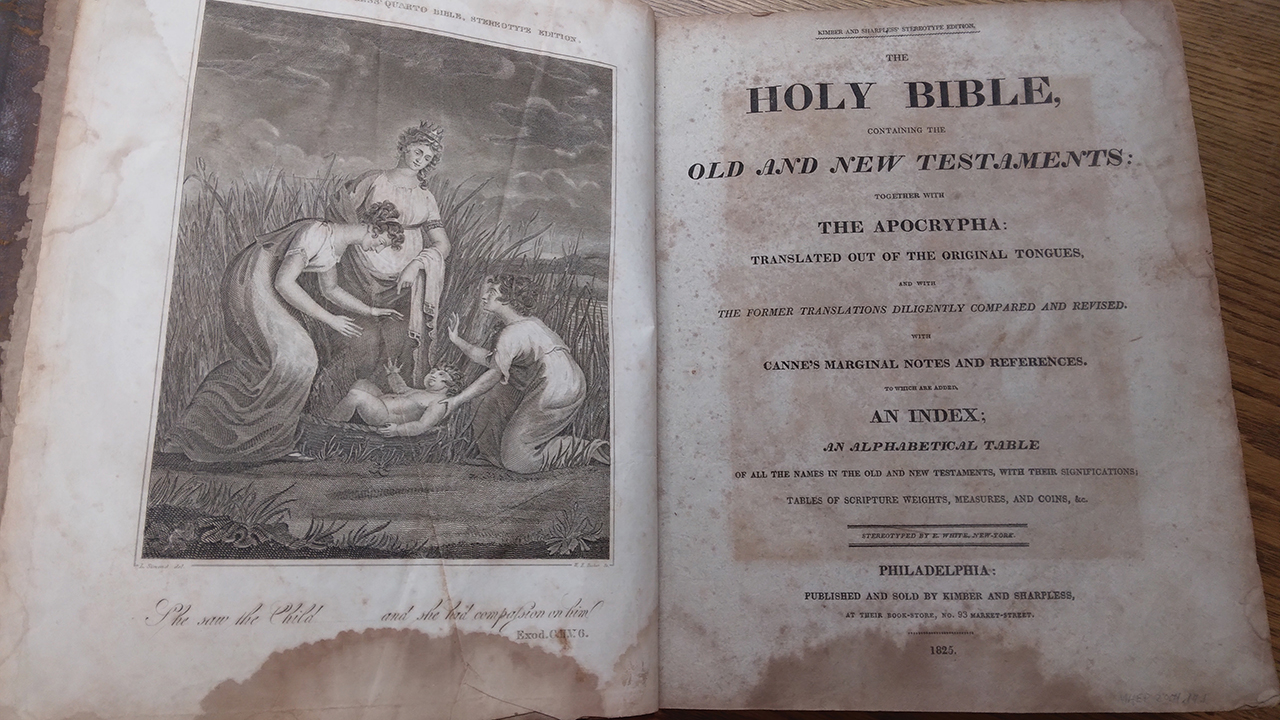 QUARTO BIBLE, STEREOTYPE EDITION.
She saw the Child and she had compaſsion on him!
Exod. C.II.V.6.
KIMBER AND SHARPLESS' STEREOTYPE EDITION.
THE
HOLY BIBLE,
CONTAINING THE
OLD AND NEW TESTAMENTS:
TOGETHER WITH
THE APOCRYPHA:
TRANSLATED OUT OF THE ORIGINAL TONGUES,
AND WITH
THE FORMER TRANSLATIONS DILIGENTLY COMPARED AND REVISED.
WITH
CANNE'S MARGINAL NOTES AND REFERENCES.
TO WHICH ARE ADDED,
AN INDEX;
AN ALPHABETICAL TABLE
OF ALL THE NAMES IN THE OLD AND NEW TESTAMENTS, WITH THEIR SIGNIFICATIONS;
TABLES OF SCRIPTURE WEIGHTS, MEASURES, AND COINS, &c.
STEREOTYPED BY E. WHITE, NEW-YORK.
PHILADELPHIA:
PUBLISHED AND SOLD BY KIMBER AND SHARPLESS,
AT THEIR BOOK-STORE, NO. 93 MARKET-STREET.
1825.